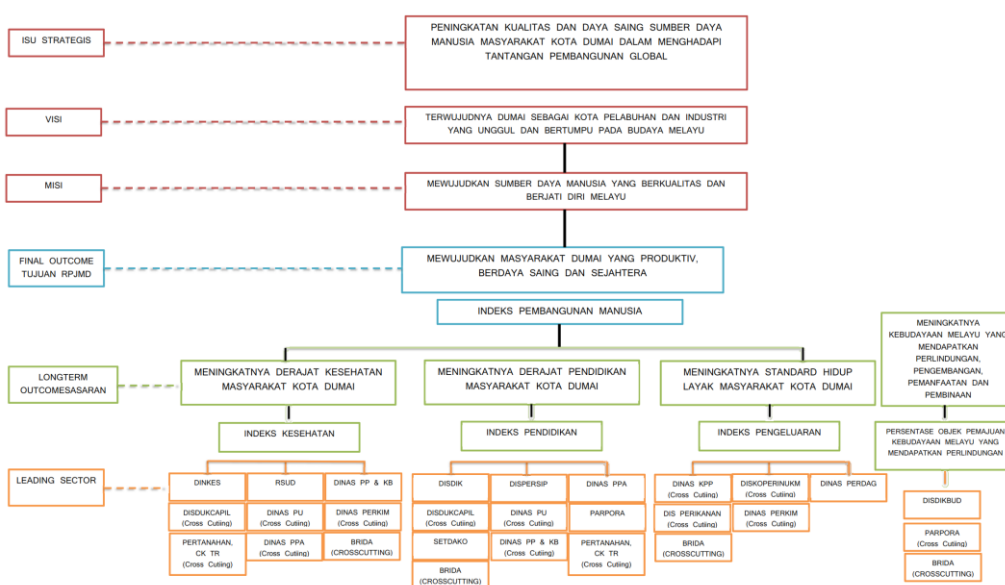 ISU STRATEGIS
PENINGKATAN KUALITAS DAN DAYA SAING SUMBER DAYA
MANUSIA MASYARAKAT KOTA DUMAI DALAM MENGHADAPI
TANTANGAN PEMBANGUNAN GLOBAL
VISI
TERWUJUDNYA DUMAI SEBAGAI KOTA PELABUHAN DAN INDUSTRI
YANG UNGGUL DAN BERTUMPU PADA BUDAYA MELAYU
MISI
MEWUJUDKAN SUMBER DAYA MANUSIA YANG BERKUALITAS DAN
BERJATI DIRI MELAYU
FINAL OUTCOME
TUJUAN RPJMD
MEWUJUDKAN MASYARAKAT DUMAI YANG PRODUKTIV,
BERDAYA SAING DAN SEJAHTERA
INDEKS PEMBANGUNAN MANUSIA
LONGTERM
OUTCOMESASARAN
MENINGKATNYA DERAJAT KESEHATAN
MASYARAKAT KOTA DUMAI
MENINGKATNYA DERAJAT PENDIDIKAN
MASYARAKAT KOTA DUMAI
MENINGKATNYA STANDARD HIDUP
LAYAK MASYARAKAT KOTA DUMAI
MENINGKATNYA
KEBUDAYAAN MELAYU YANG
MENDAPATKAN
PERLINDUNGAN,
PENGEMBANGAN,
PEMANFAATAN DAN
PEMBINAAN
INDEKS KESEHATAN
INDEKS PENDIDIKAN
INDEKS PENGELUARAN
PERSENTASE OBJEK PEMAJUAN
KEBUDAYAAN MELAYU YANG
MENDAPATKAN PERLINDUNGAN
LEADING SECTOR
DINKES
RSUD
DINAS PP & KB
DISDUKCAPIL
(Cross Cutiing)
DINAS PU
(Cross Cutiing)
DINAS PERKIM
(Cross Cutiing)
PERTANAHAN,
CK TR
(Cross Cutiing)
DINAS PPA
(Cross Cutiing)
BRIDA
(CROSSCUTTING)
DISDIK
DISPERSIP
DINAS PPA
DISDUKCAPIL
(Cross Cutiing)
DINAS PU
(Cross Cutiing)
PARPORA
SETDAKO
DINAS PP & KB
(Cross Cutiing)
PERTANAHAN,
CK TR
(Cross Cutiing)
BRIDA
(CROSSCUTTING)
DINAS KPP
(Cross Cutiing)
DISKOPERINUKM
(Cross Cutiing)
DINAS PERDAG
DIS PERIKANAN
(Cross Cutiing)
DINAS PERKIM
(Cross Cutiing)
BRIDA
(CROSSCUTTING)
DISDIKBUD
PARPORA
(Cross Cutiing)
BRIDA
(CROSSCUTTING)